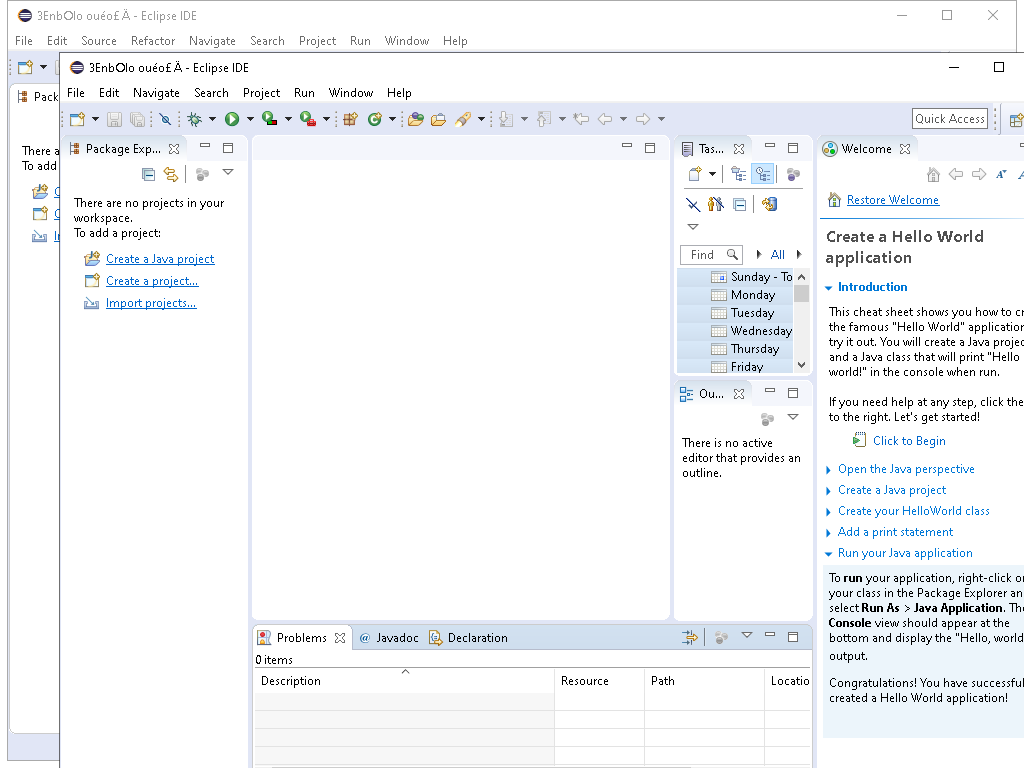 3EnbOlo ouéo£ Ä - Eclipse IDE
File Edit Source Refactor Navigate Search Project Run Window Help
Pack
There a
To add
3EnbOlo ouéo£ Ä - Eclipse IDE
File Edit Navigate Search Project Run Window Help
Quick Access
Package Exp...
There are no projects in your
workspace.
To add a project:
Create a Java project
Create a project...
Import projects...
Tas...
Find
All
Sunday - To
Monday
Tuesday
Wednesday
Thursday
Friday
Ou...
There is no active
editor that provides an
outline.
Welcome
Restore Welcome
Create a Hello World
application
Introduction
This cheat sheet shows you how to cr
the famous "Hello World" application
try it out. You will create a Java projec
and a Java class that will print "Hello
world!" in the console when run.
If you need help at any step, click the
to the right. Let's get started!
Click to Begin
Open the Java perspective
Create a Java project
Create your HelloWorld class
Add a print statement
Run your Java application
To run your application, right-click on
your class in the Package Explorer an
select Run As > Java Application. The
Console view should appear at the
bottom and display the "Hello, world
output.
Congratulations! You have successful
created a Hello World application!
Problems @ Javadoc Declaration
0 items
Description Resource Path Locatio